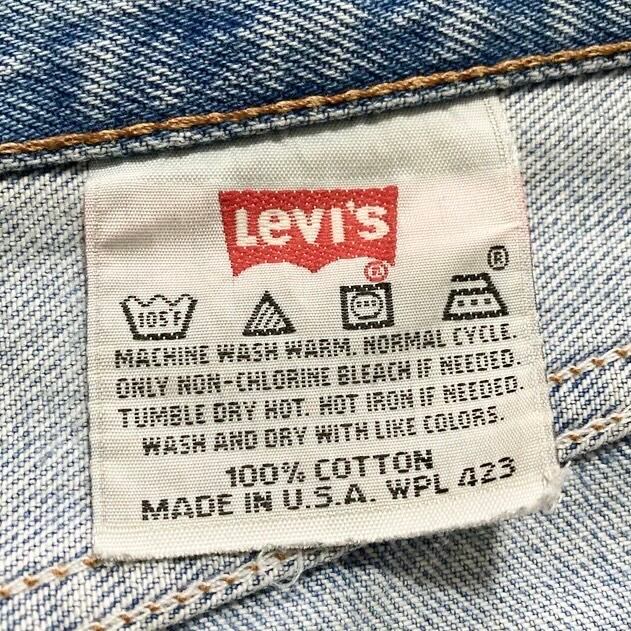 Levi's
®
®
105°F
MACHINE WASH WARM. NORMAL CYCLE.
ONLY NON-CHLORINE BLEACH IF NEEDED.
TUMBLE DRY HOT. HOT IRON IF NEEDED.
WASH AND DRY WITH LIKE COLORS.
100% COTTON
MADE IN U.S.A. WPL 423